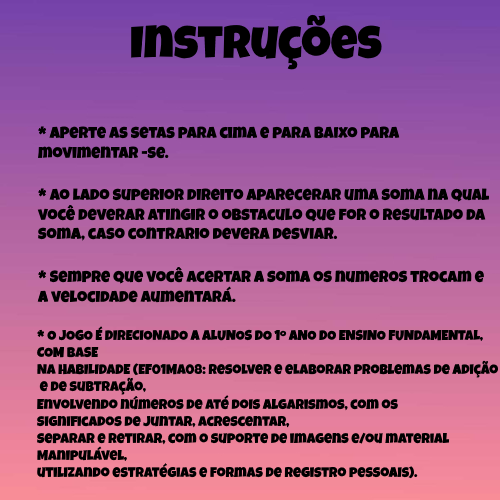 Instruções
* Aperte as setas para cima e para baixo para
movimentar -se.
* Ao lado superior direito aparecerar uma soma na qual
você deverar atingir o obstaculo que for o resultado da
soma, caso contrario devera desviar.
* Sempre que você acertar a soma os numeros trocam e
a velocidade aumentará.
* O jogo é direcionado a alunos do 1º ano do Ensino Fundamental,
com base
na habilidade (EF01MA08: Resolver e elaborar problemas de adição
e de subtração,
Envolvendo números de até dois algarismos, com os
significados de juntar, acrescentar,
separar e retirar, com o suporte de imagens e/ou material
manipulável,
utilizando estratégias e formas de registro pessoais).